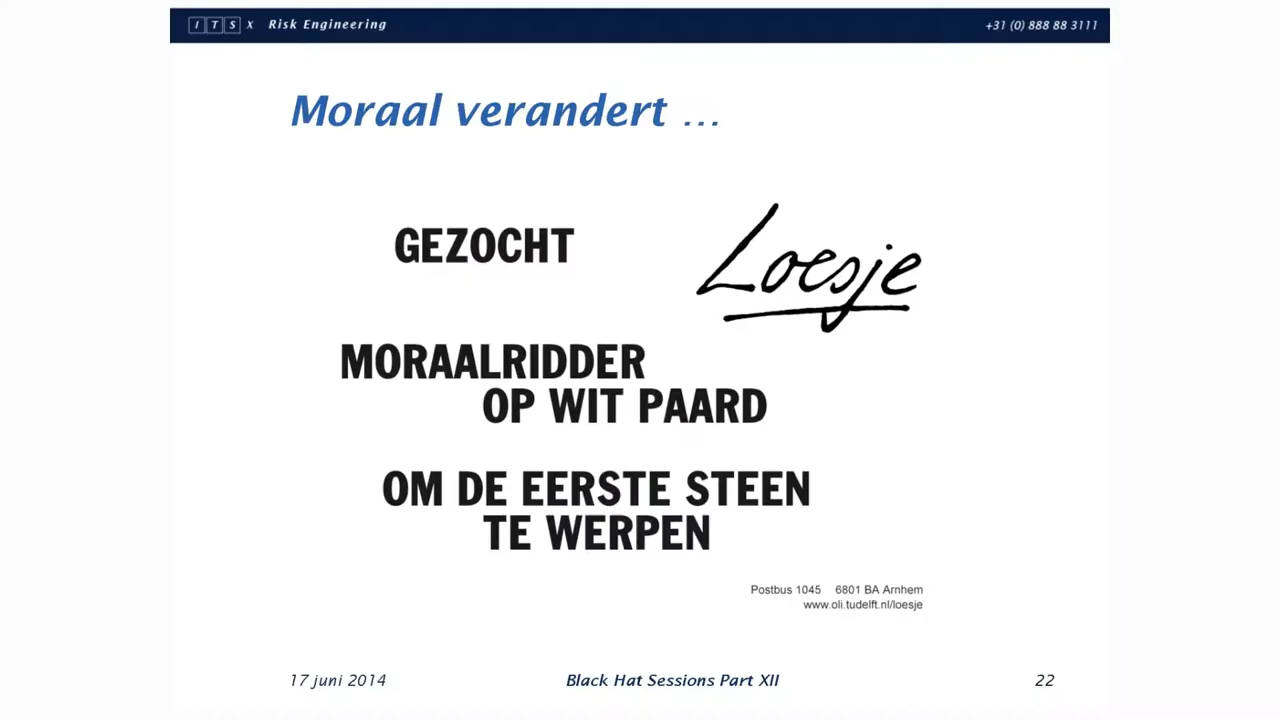 ITSX Risk Engineering
+31 (0) 888 88 3111
Moraal verandert ...
GEZOCHT
Loesje
MORAALRIDDER
OP WIT PAARD
OM DE EERSTE STEEN
TE WERPEN
Postbus 1045 6801 BA Arnhem
www.oli.tudelft.nl/loesje
17 juni 2014
Black Hat Sessions Part XII
22